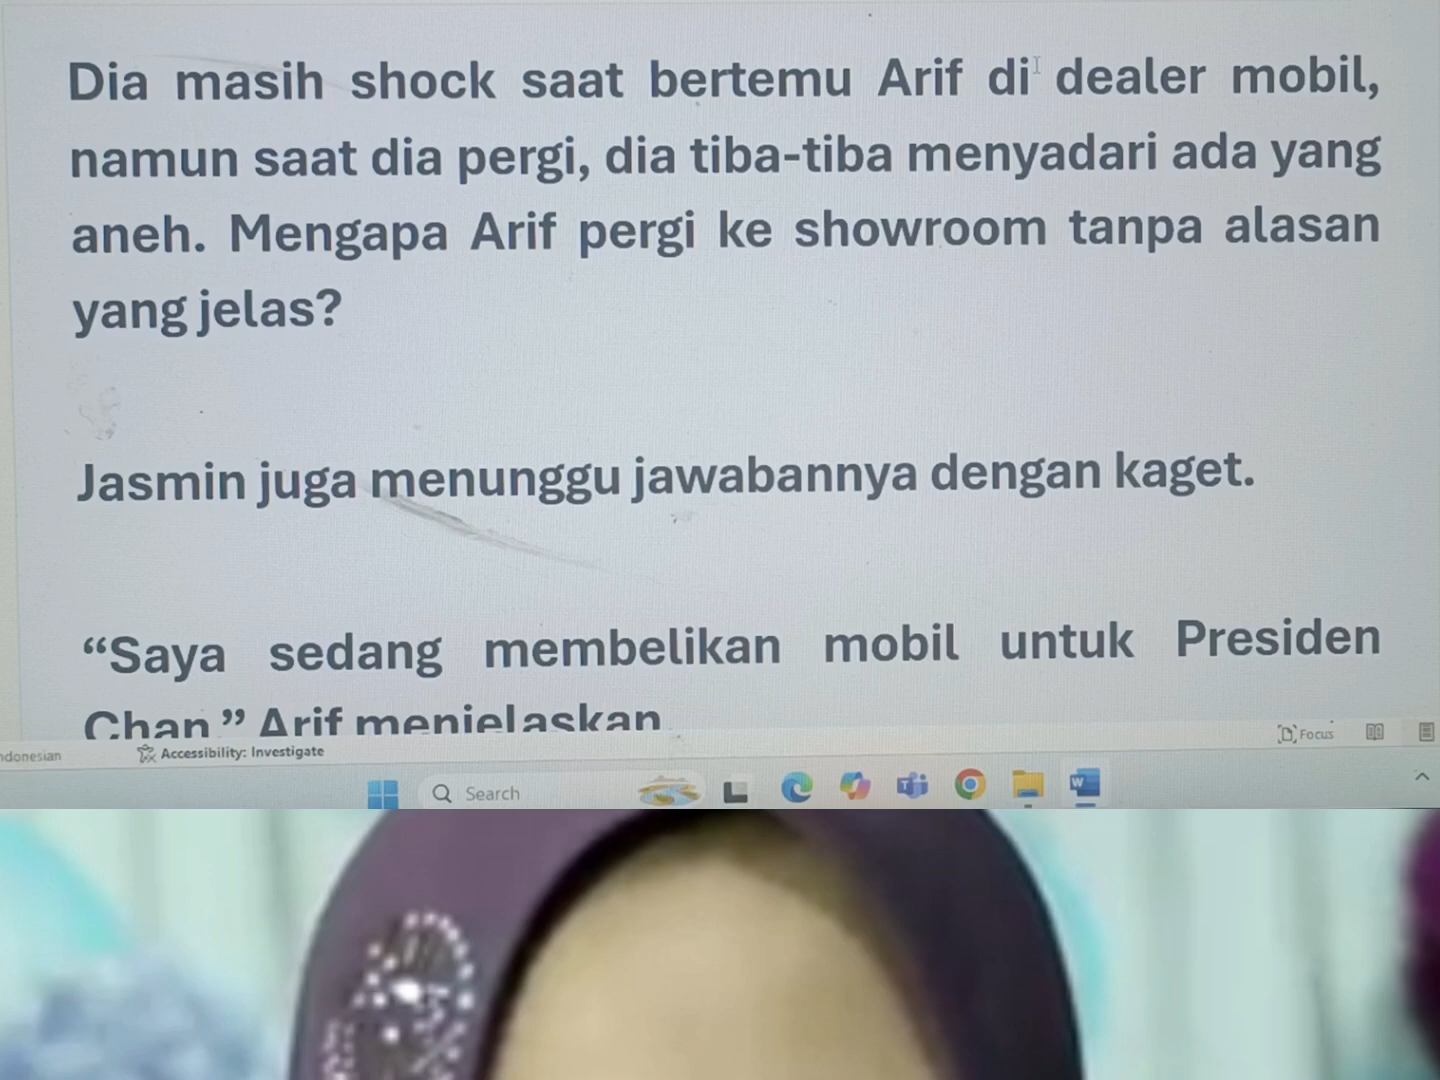 Dia masih shock saat bertemu Arif di dealer mobil,
namun saat dia pergi, dia tiba-tiba menyadari ada yang
aneh. Mengapa Arif pergi ke showroom tanpa alasan
yang jelas?
Jasmin juga menunggu jawabannya dengan kaget.
“Saya sedang membelikan mobil untuk Presiden
Chan,” Arif menjelaskan
ndonesian Accessibility: Investigate Focus
Search